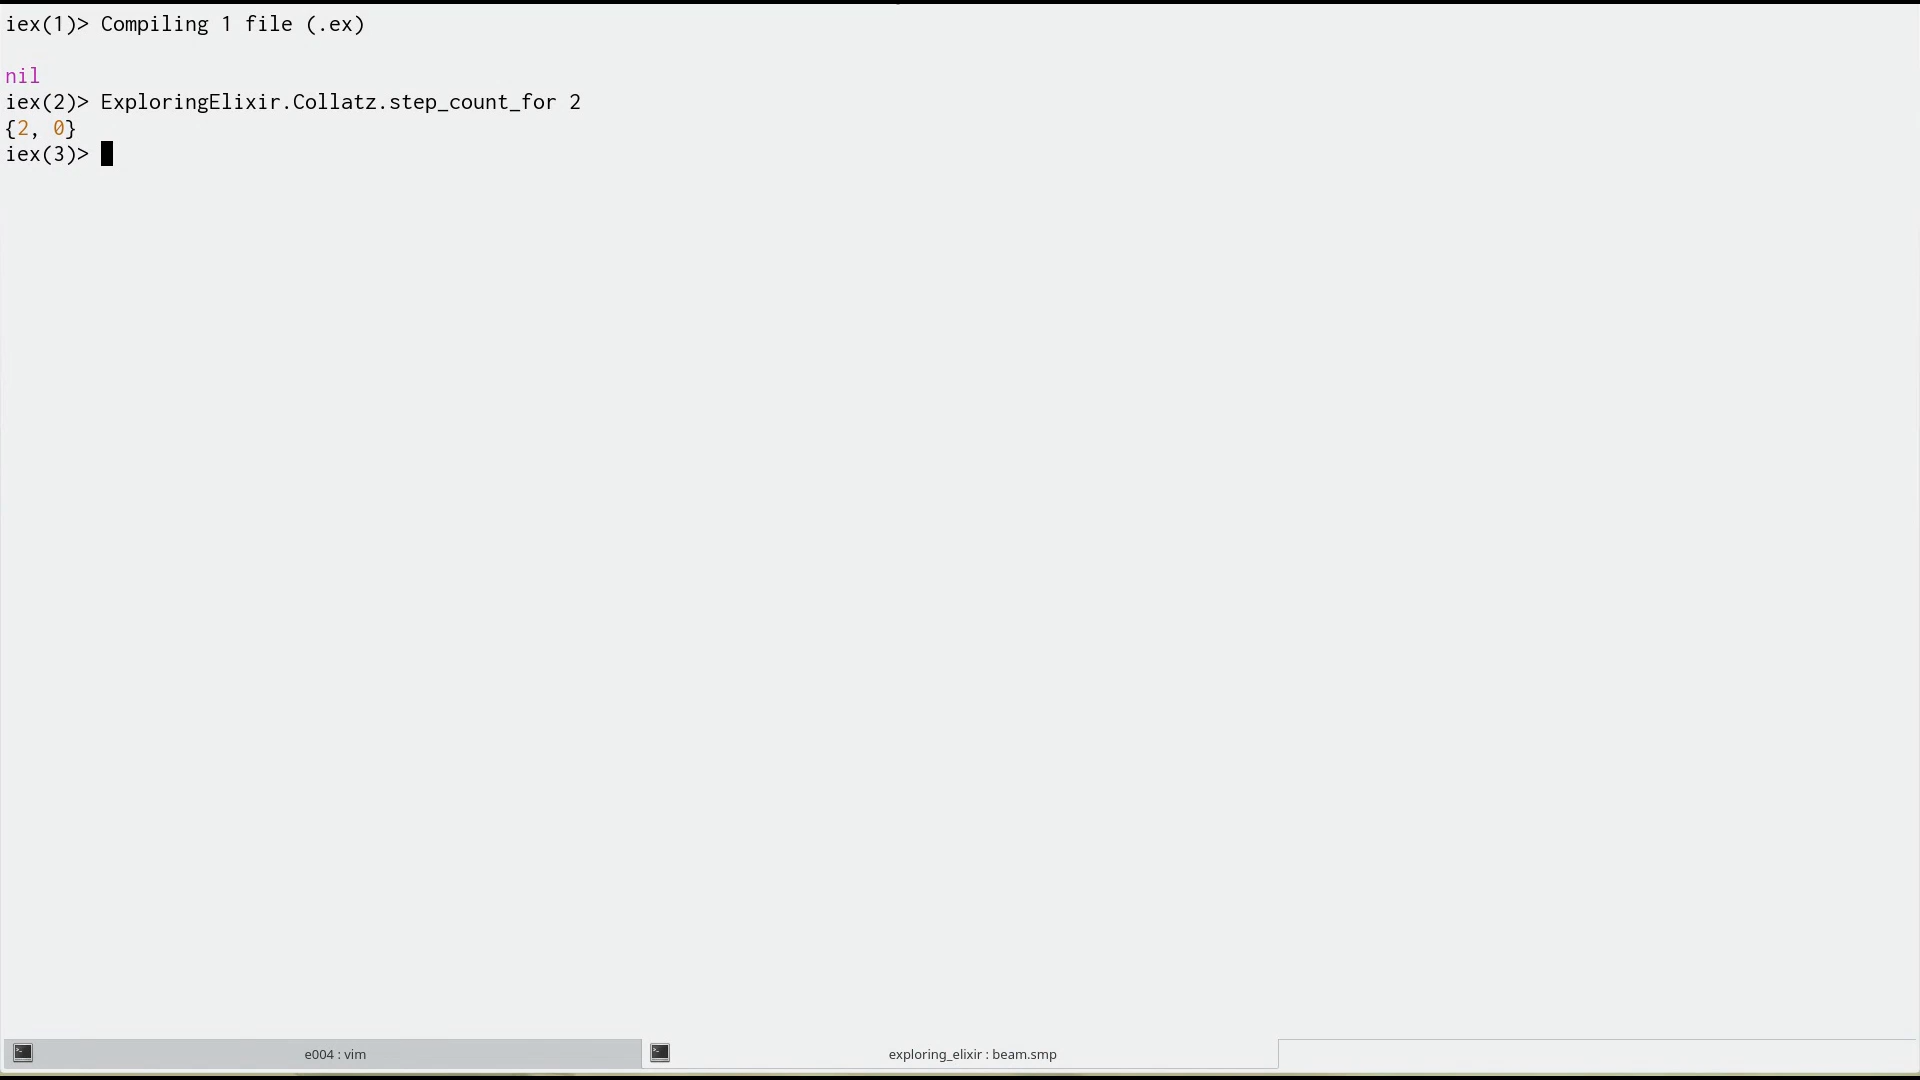 iex(1)> Compiling 1 file (.ex)
nil
iex(2)> ExploringElixir.Collatz.step_count_for 2
{2, 0}
iex(3)>
e004 : vim
exploring_elixir : beam.smp